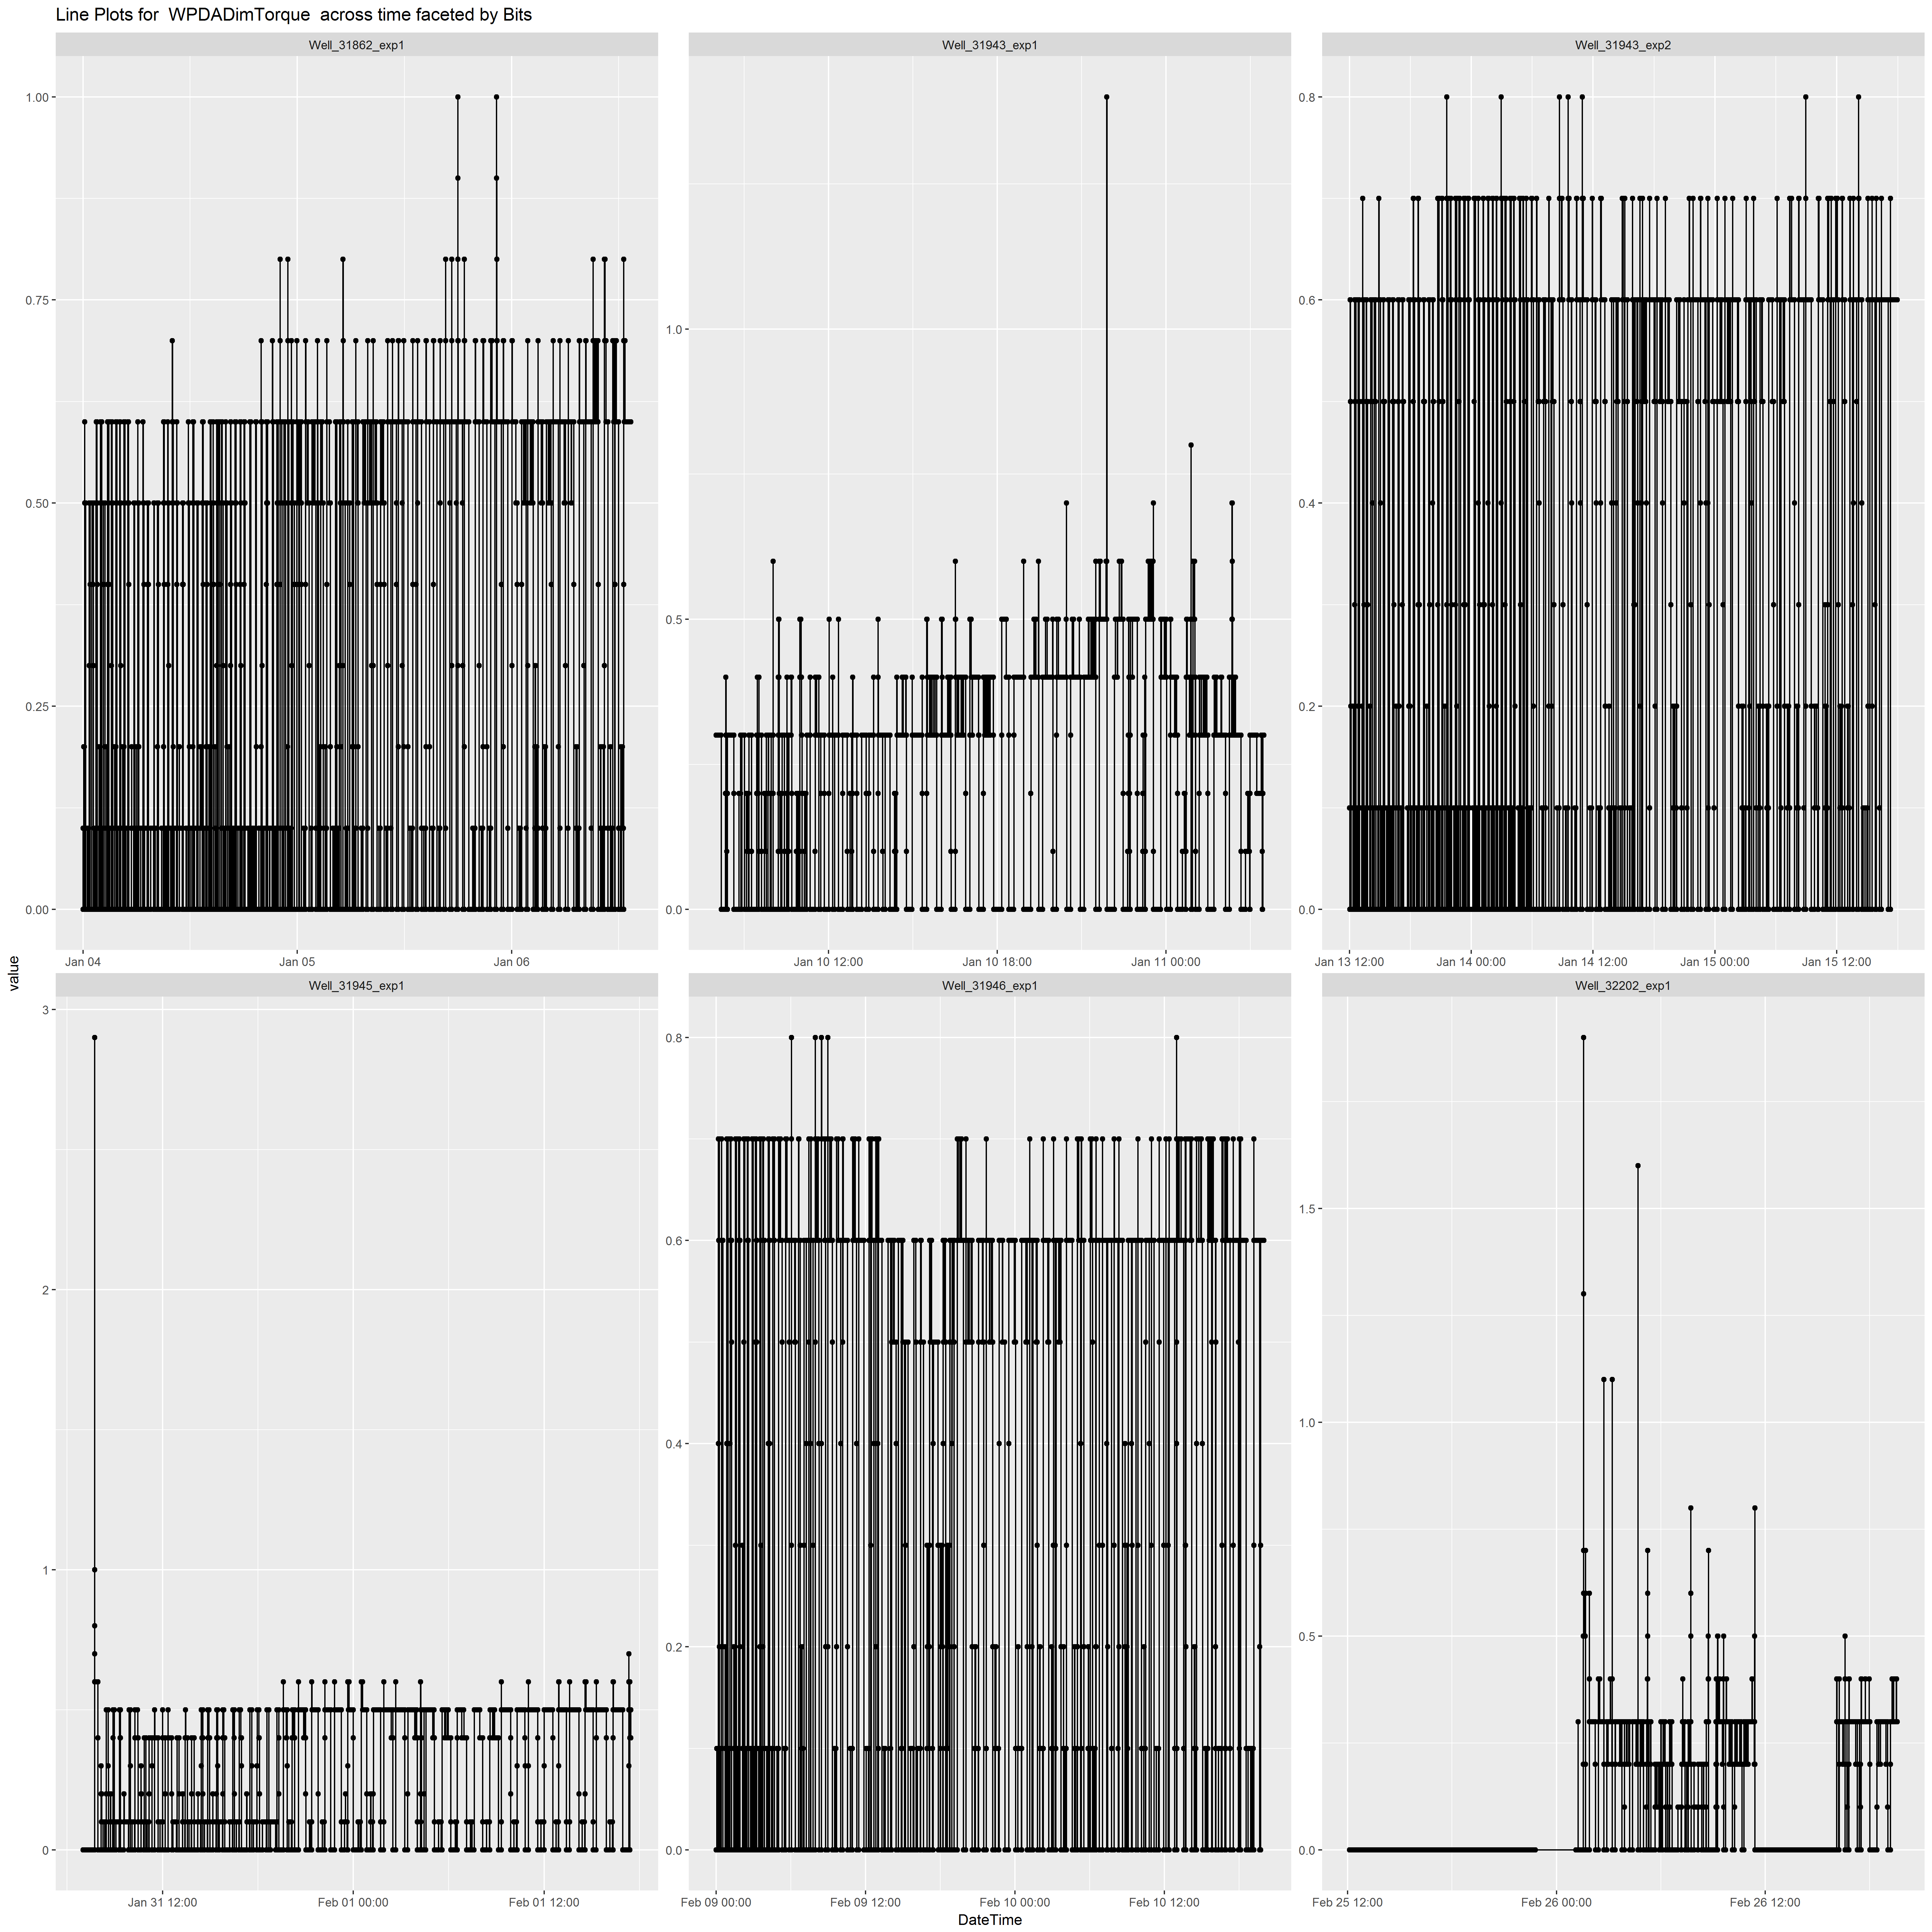 Line Plots for  WPDADimTorque  across time faceted by Bits
Well_31862_exp1
Well_31943_exp1
Well_31943_exp2
1.00
0.75
0.50
0.25
0.00
1.0
0.5
0.0
0.8
0.6
0.4
0.2
0.0
Jan 04 Jan 05 Jan 06
Jan 10 12:00 Jan 10 18:00 Jan 11 00:00
Jan 13 12:00 Jan 14 00:00 Jan 14 12:00 Jan 15 00:00 Jan 15 12:00
value
Well_31945_exp1
Well_31946_exp1
Well_32202_exp1
3
2
1
0
0.8
0.6
0.4
0.2
0.0
1.5
1.0
0.5
0.0
Jan 31 12:00 Feb 01 00:00 Feb 01 12:00
Feb 09 00:00 Feb 09 12:00 Feb 10 00:00 Feb 10 12:00
Feb 25 12:00 Feb 26 00:00 Feb 26 12:00
DateTime